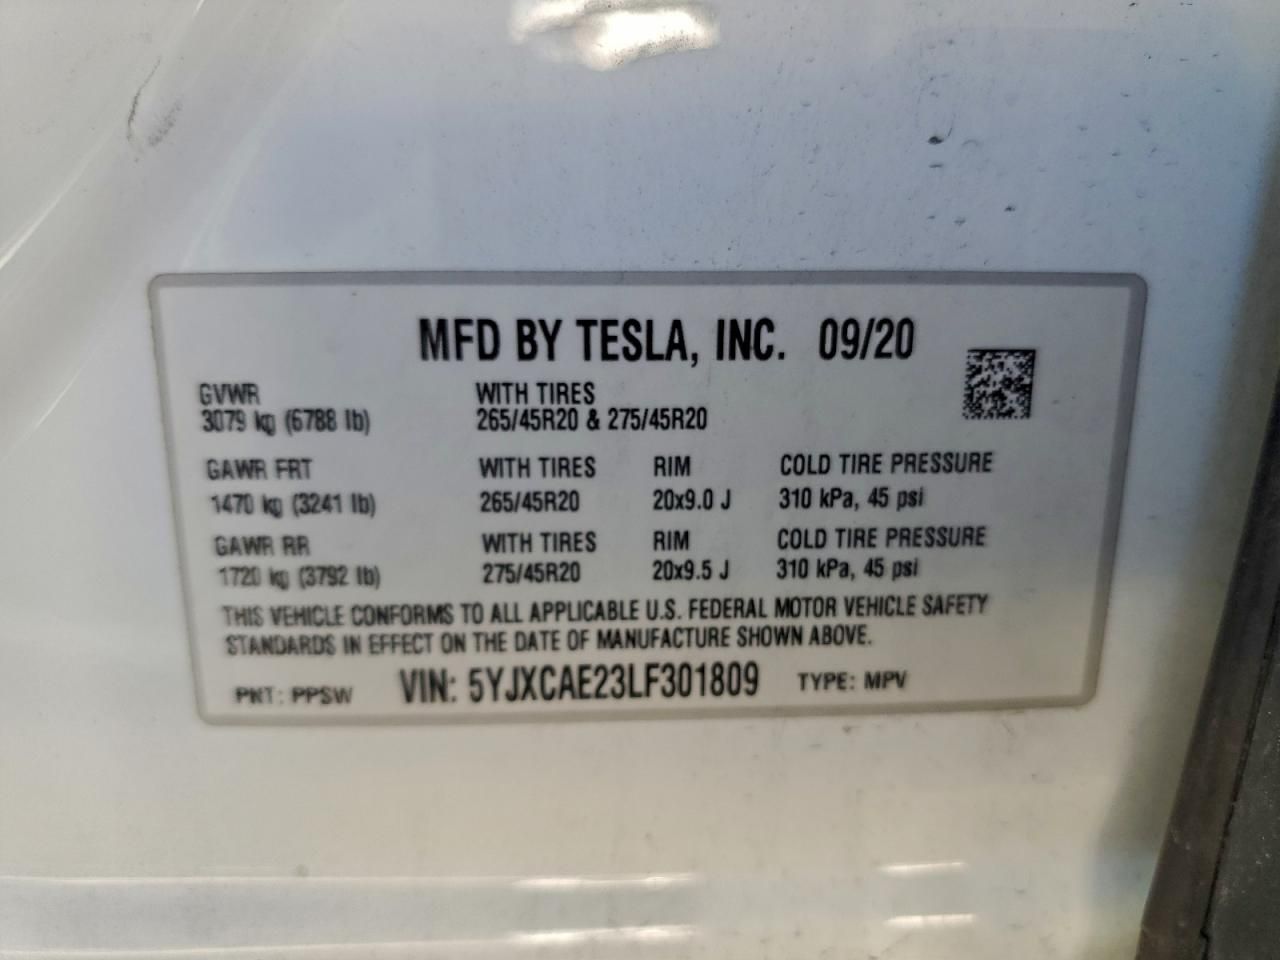 MFD BY TESLA, INC. 09/20
GVWR WITH TIRES
3079 kg (6788 lb) 265/45R20 & 275/45R20
GAWR FRT WITH TIRES RIM COLD TIRE PRESSURE
1470 kg (3241 lb) 265/45R20 20x9.0 J 310 kPa, 45 psi
GAWR RR WITH TIRES RIM COLD TIRE PRESSURE
1720 kg (3792 lb) 275/45R20 20x9.5 J 310 kPa, 45 psi
THIS VEHICLE CONFORMS TO ALL APPLICABLE U.S. FEDERAL MOTOR VEHICLE SAFETY
STANDARDS IN EFFECT ON THE DATE OF MANUFACTURE SHOWN ABOVE.
PNT: PPSW VIN: 5YJXCAE23LF301809 TYPE: MPV